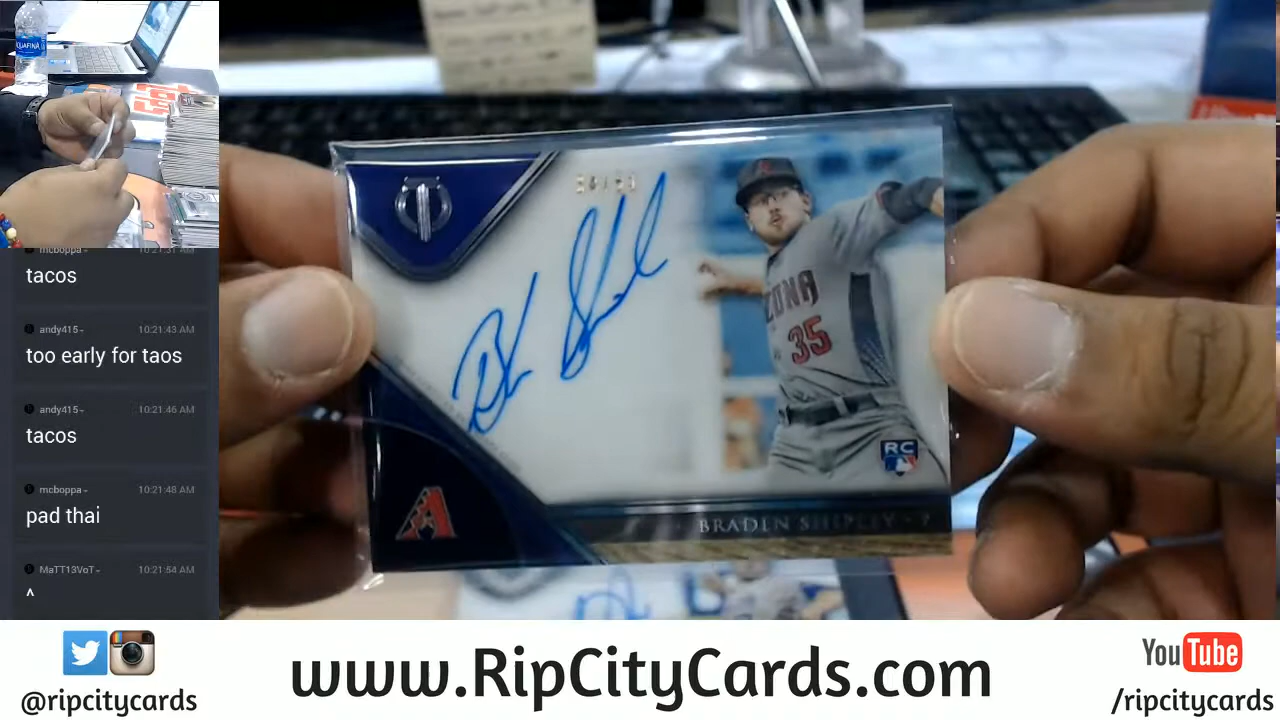 AQUAFINA
mcboppa~ 10:21:31 AM
tacos
andy415~ 10:21:43 AM
too early for taos
andy415~ 10:21:46 AM
tacos
mcboppa~ 10:21:48 AM
pad thai
MaTT13VoT~ 10:21:54 AM
^
ZONA
35
RC
A
BRADEN SHIPLEY
@ripcitycards
www.RipCityCards.com
YouTube
/ripcitycards